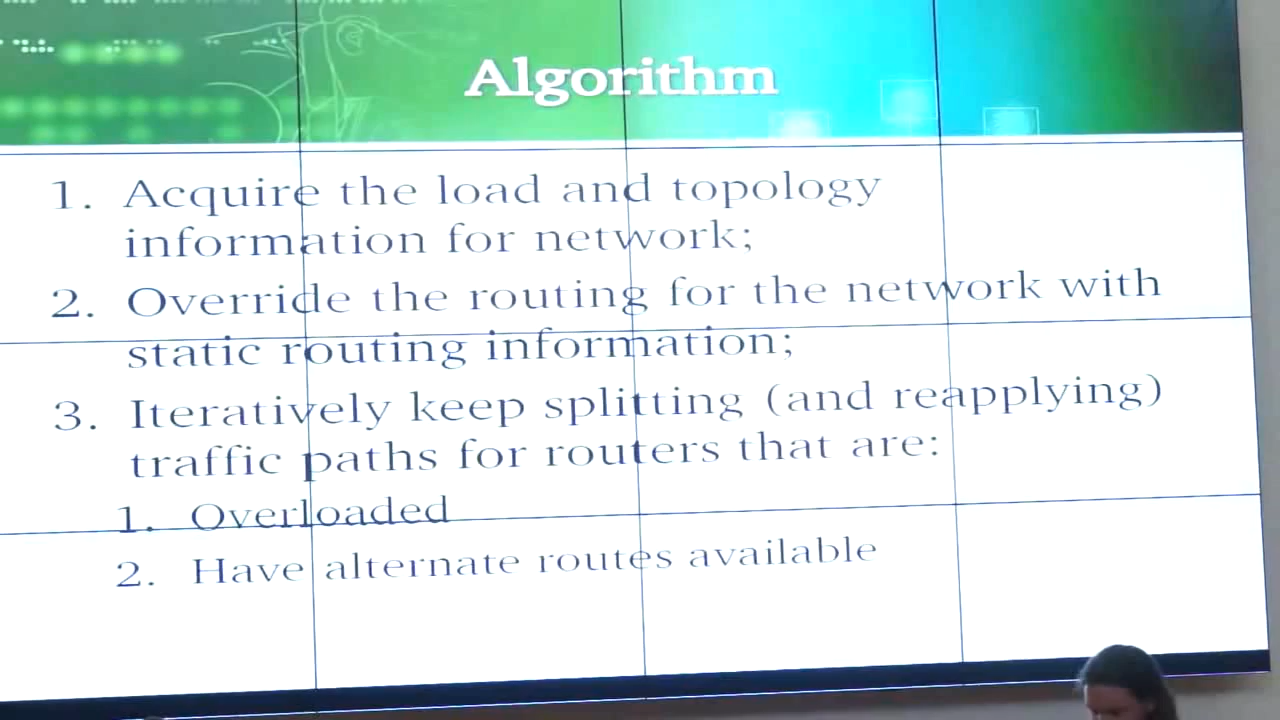 Algorithm
1. Acquire the load and topology
information for network;
2. Override the routing for the network with
static routing information;
3. Iteratively keep splitting (and reapplying)
traffic paths for routers that are:
1. Overloaded
2. Have alternate routes available